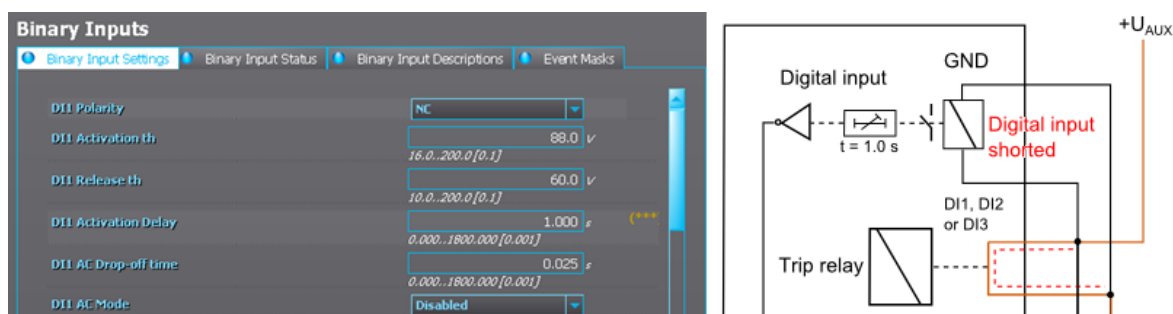 Binary Inputs
Binary Input Settings Binary Input Status Binary Input Descriptions Event Masks
DI1 Polarity NC
DI1 Activation th 88.0 V
16.0..200.0 [0.1]
DI1 Release th 60.0 V
10.0..200.0 [0.1]
DI1 Activation Delay 1.000 s (***
0.000..1800.000 [0.001]
DI1 AC Drop-off time 0.025 s
0.000..1800.000 [0.001]
DI1 AC Mode Disabled
+UAUX
GND
Digital input
Digital input
shorted
t = 1.0 s
DI1, DI2
or DI3
Trip relay